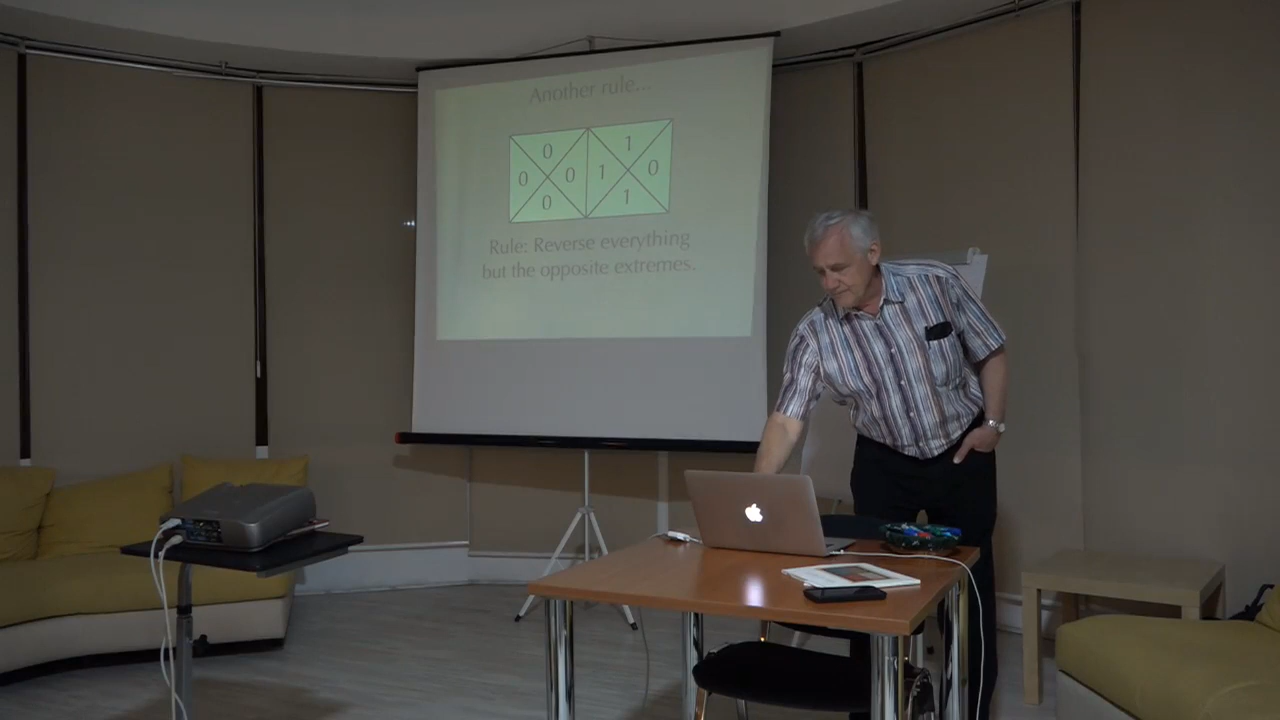 Another rule...
0 1
0 0 1 0
0 1
Rule: Reverse everything
but the opposite extremes.